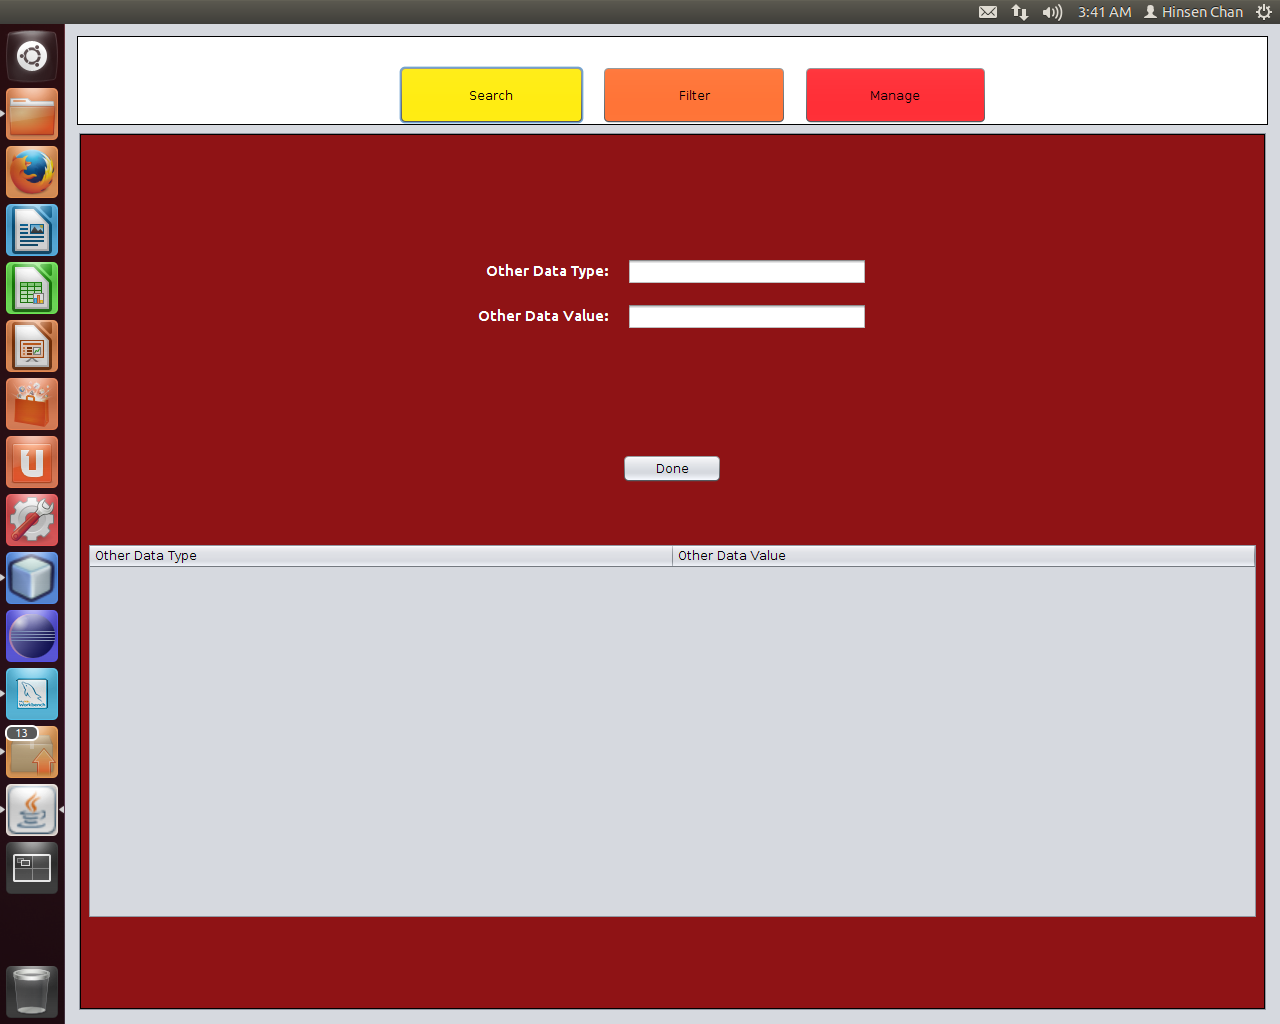 3:41 AM Hinsen Chan
Search Filter Manage
Other Data Type:
Other Data Value:
Done
Other Data Type Other Data Value
Workbench
13